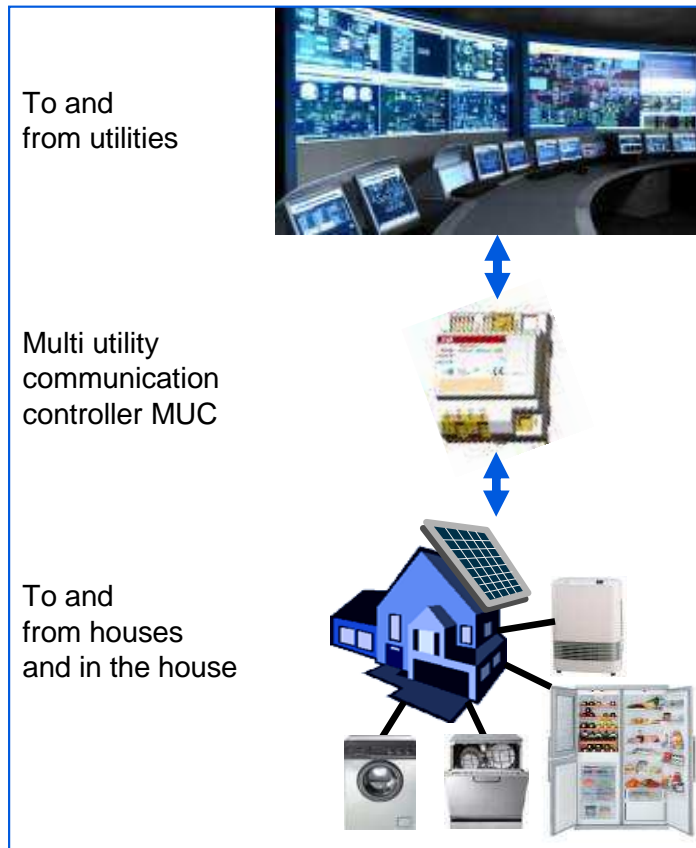 To and
from utilities
Multi utility
communication
controller MUC
To and
from houses
and in the house